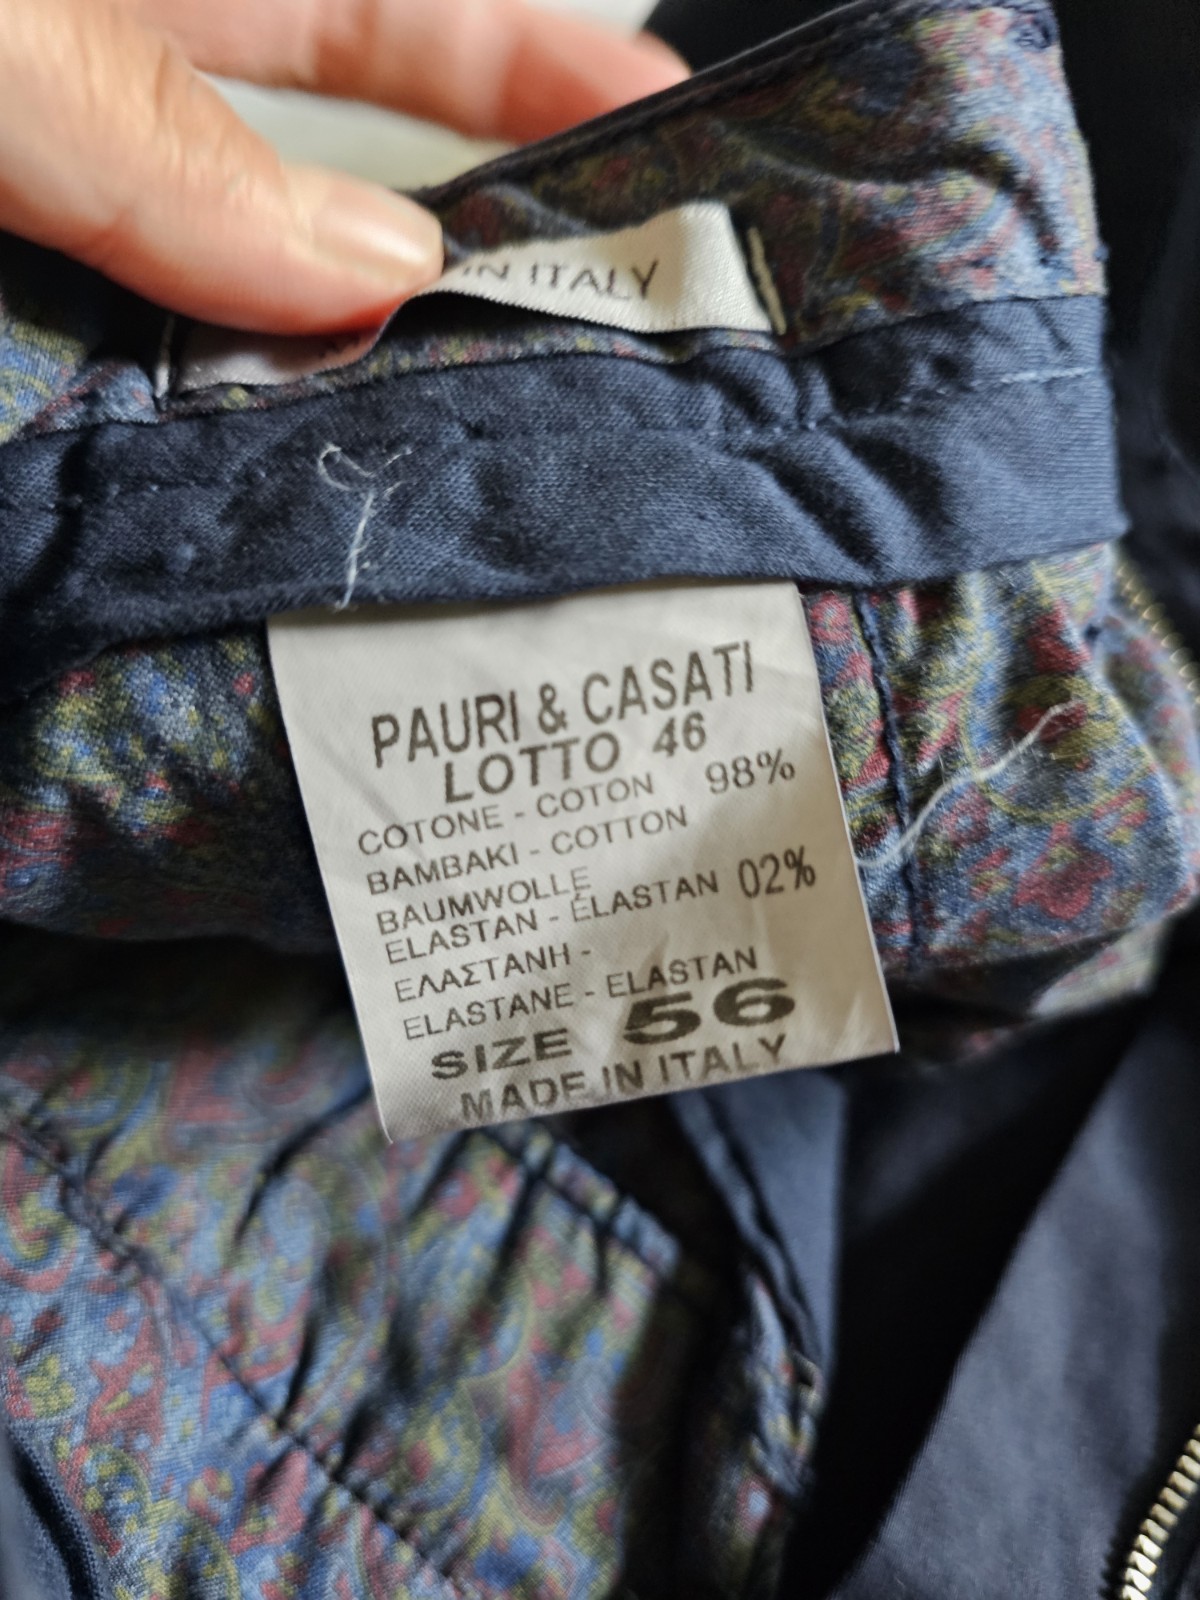 IN ITALY
PAURI & CASATI
LOTTO 46
COTONE - COTON 98%
BAMBAKI - COTTON
BAUMWOLLE
ELASTAN - ELASTAN 02%
ΕΛΑΣΤΑΝΗ -
ELASTANE - ELASTAN
SIZE 56
MADE IN ITALY